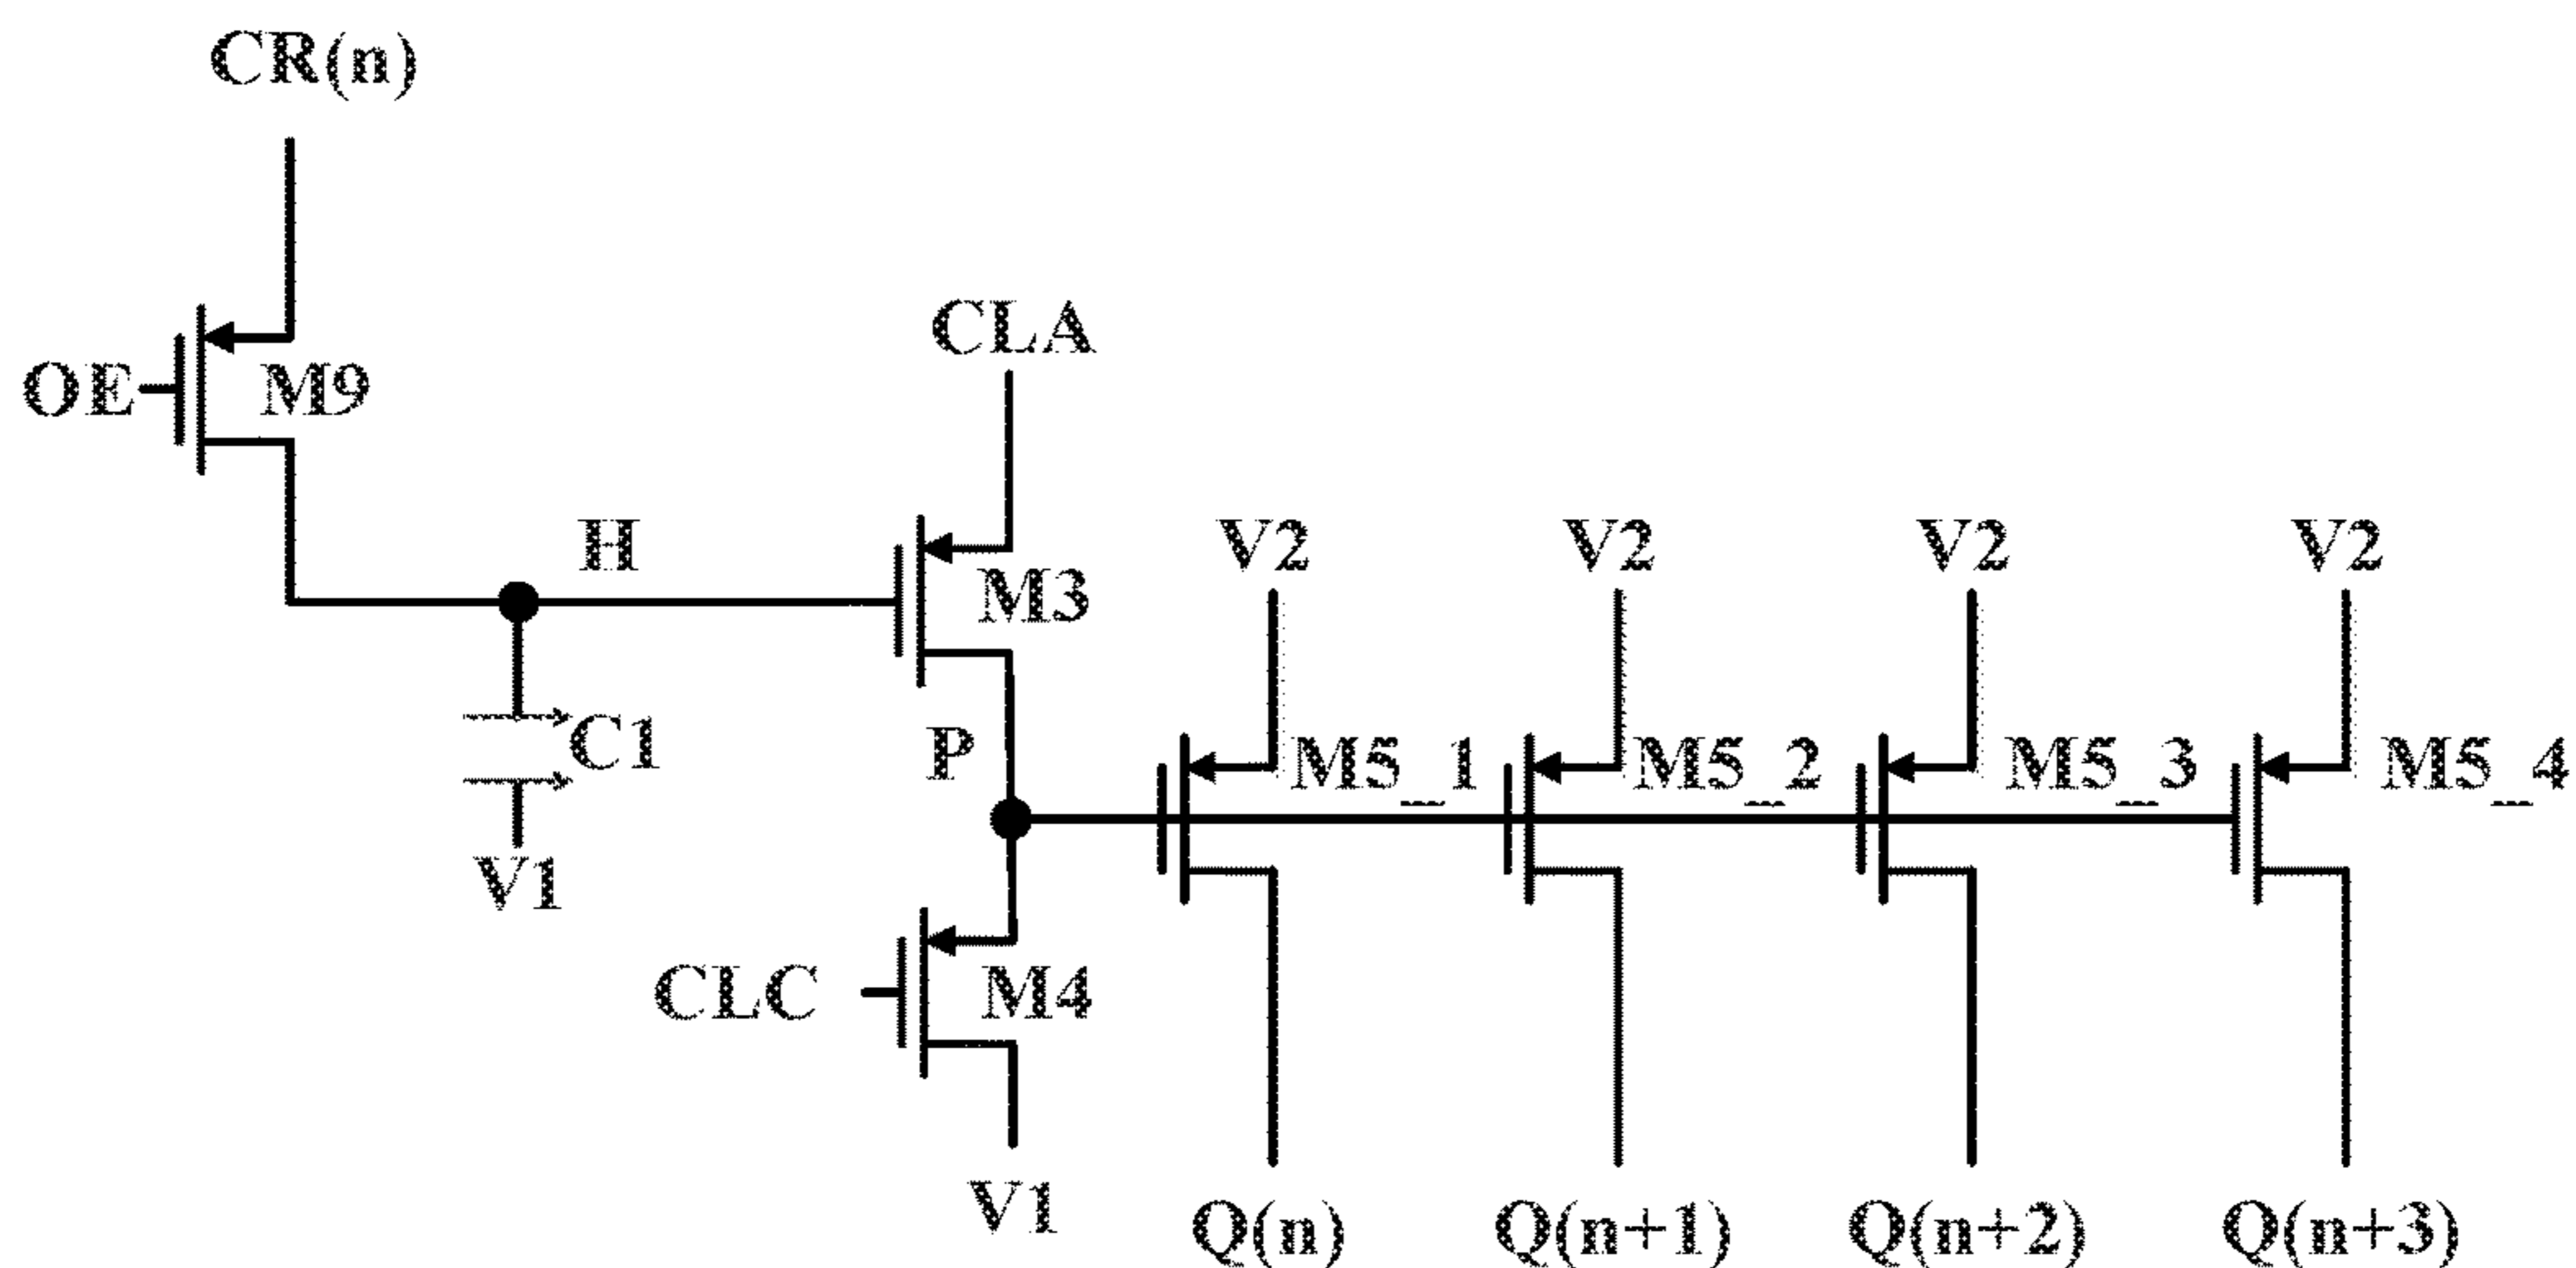 CR(n)
CLA
OE
M9
H
V2
V2
V2
V2
M3
C1
P
M5_1
M5_2
M5_3
M5_4
V1
CLC
M4
V1
Q(n)
Q(n+1)
Q(n+2)
Q(n+3)